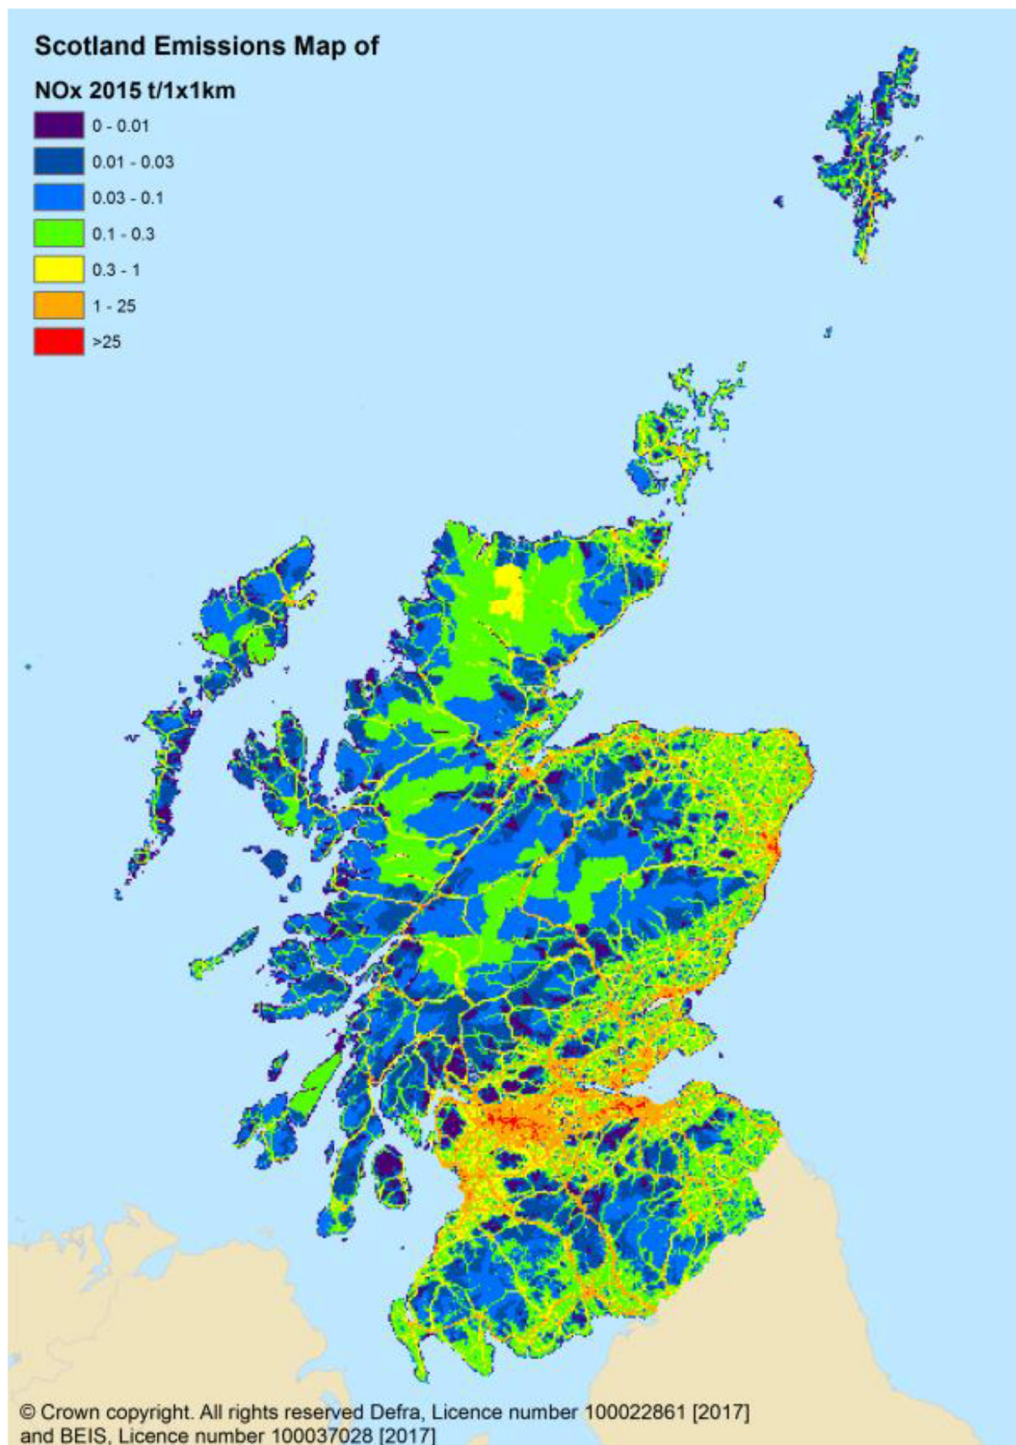 Scotland Emissions Map of
NOx 2015 t/1x1km
0 - 0.01
0.01 - 0.03
0.03 - 0.1
0.1 - 0.3
0.3 - 1
1 - 25
>25
© Crown copyright. All rights reserved Defra, Licence number 100022861 [2017]
and BEIS, Licence number 100037028 [2017]